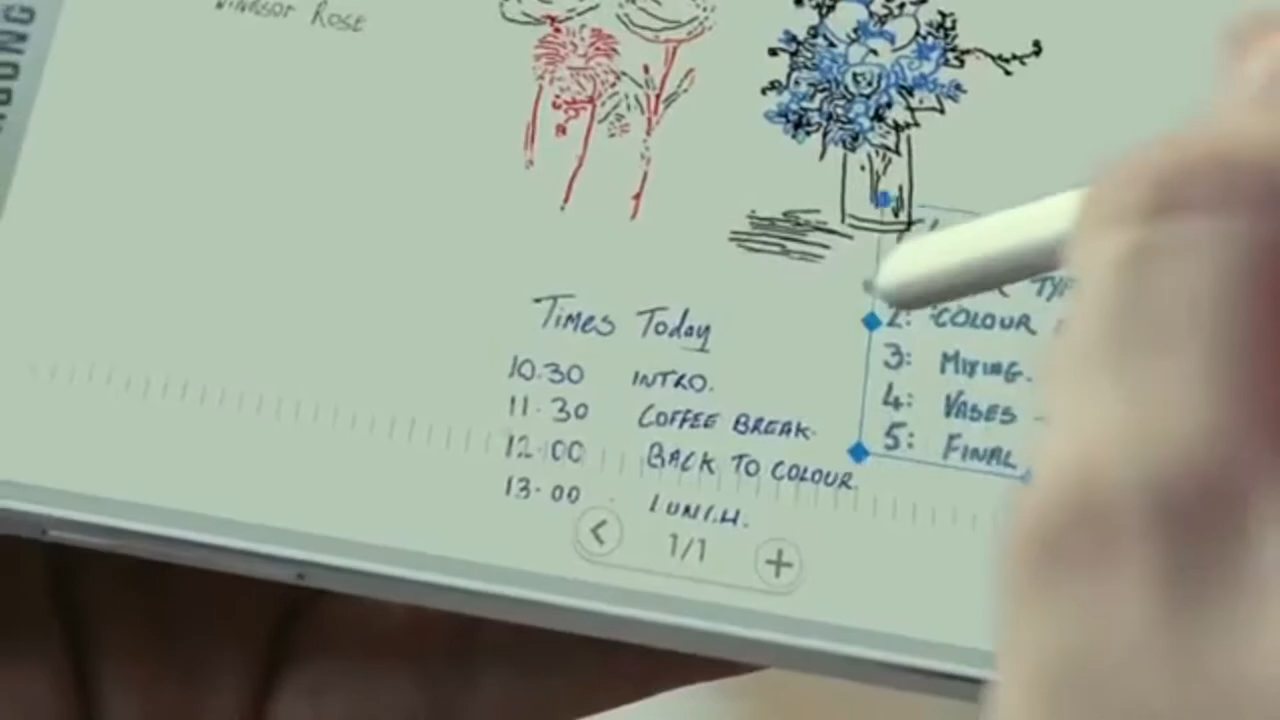 Windsor Rose
Times Today
10.30 INTRO.
11.30 COFFEE BREAK.
12.00 BACK TO COLOUR.
13.00 LUNCH.
2: COLOUR
3: MIXING.
4: VASES -
5: FINAL
1/1